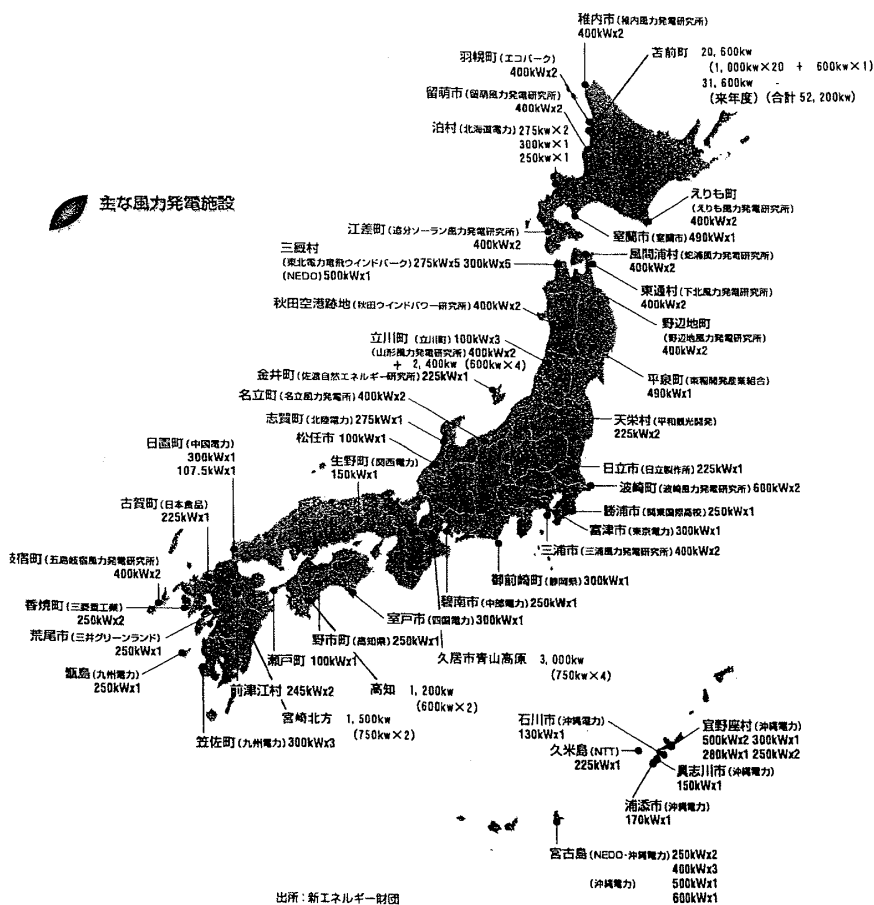 稚内市(稚内風力発電研究所)
400kWx2
苫前町 20,600kw
(1,000kw×20 + 600kw×1)
31,600kw
(来年度)(合計52,200kw)
羽幌町(エコパーク)
400kWx2
留萌市(留萌風力発電研究所)
400kWx2
泊村(北海道電力)275kw×2
300kw×1
250kw×1
主な風力発電施設
えりも町
(えりも風力発電研究所)
400kWx2
江差町(追分ソーラン風力発電研究所)
400kWx2
室蘭市(室蘭市)490kWx1
三厩村
(東北電力竜飛ウインドパーク)275kWx5 300kWx5
(NEDO)500kWx1
風間浦村(蛇浦風力発電研究所)
400kWx2
東通村(下北風力発電研究所)
400kWx2
秋田空港跡地(秋田ウインドパワー研究所)400kWx2
野辺地町
(野辺地風力発電研究所)
400kWx2
立川町(立川町)100kWx3
(山形風力発電研究所)400kWx2
+ 2,400kw (600kw×4)
金井町(佐渡自然エネルギー研究所)225kWx1
平泉町(東稲開発産業組合)
490kWx1
名立町(名立風力発電所)400kWx2
志賀町(北陸電力)275kWx1
天栄村(平和観光開発)
225kWx2
松任市 100kWx1
日置町(中国電力)
300kWx1
107.5kWx1
生野町(関西電力)
150kWx1
日立市(日立製作所)225kWx1
波崎町(波崎風力発電研究所)600kWx2
古賀町(日本食品)
225kWx1
勝浦市(関東国際高校)250kWx1
富津市(東京電力)300kWx1
三浦市(三浦風力発電研究所)400kWx2
岐宿町(五島岐宿風力発電研究所)
400kWx2
御前崎町(静岡県)300kWx1
香焼町(三菱重工業)
250kWx2
碧南市(中部電力)250kWx1
室戸市(四国電力)300kWx1
荒尾市(三井グリーンランド)
250kWx1
野市町(高知県)250kWx1
瀬戸町 100kWx1
久居市青山高原 3,000kw
(750kw×4)
甑島(九州電力)
250kWx1
前津江村 245kWx2
高知 1,200kw
(600kw×2)
宮崎北方 1,500kw
(750kw×2)
笠佐町(九州電力)300kWx3
石川市(沖縄電力)
130kWx1
宜野座村(沖縄電力)
500kWx2 300kWx1
280kWx1 250kWx2
久米島(NTT)
225kWx1
具志川市(沖縄電力)
150kWx1
浦添市(沖縄電力)
170kWx1
宮古島(NEDO-沖縄電力)250kWx2
400kWx3
(沖縄電力) 500kWx1
600kWx1
出所:新エネルギー財団